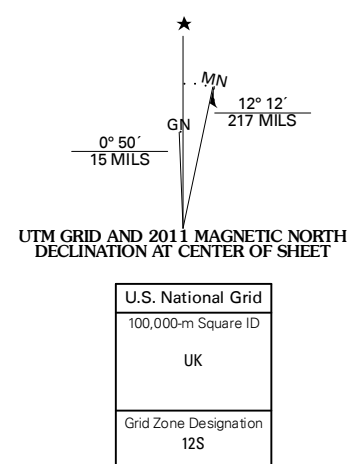 ★
MN
GN
12° 12´
217 MILS
0° 50´
15 MILS
UTM GRID AND 2011 MAGNETIC NORTH
DECLINATION AT CENTER OF SHEET
U.S. National Grid
100,000-m Square ID
UK
Grid Zone Designation
12S